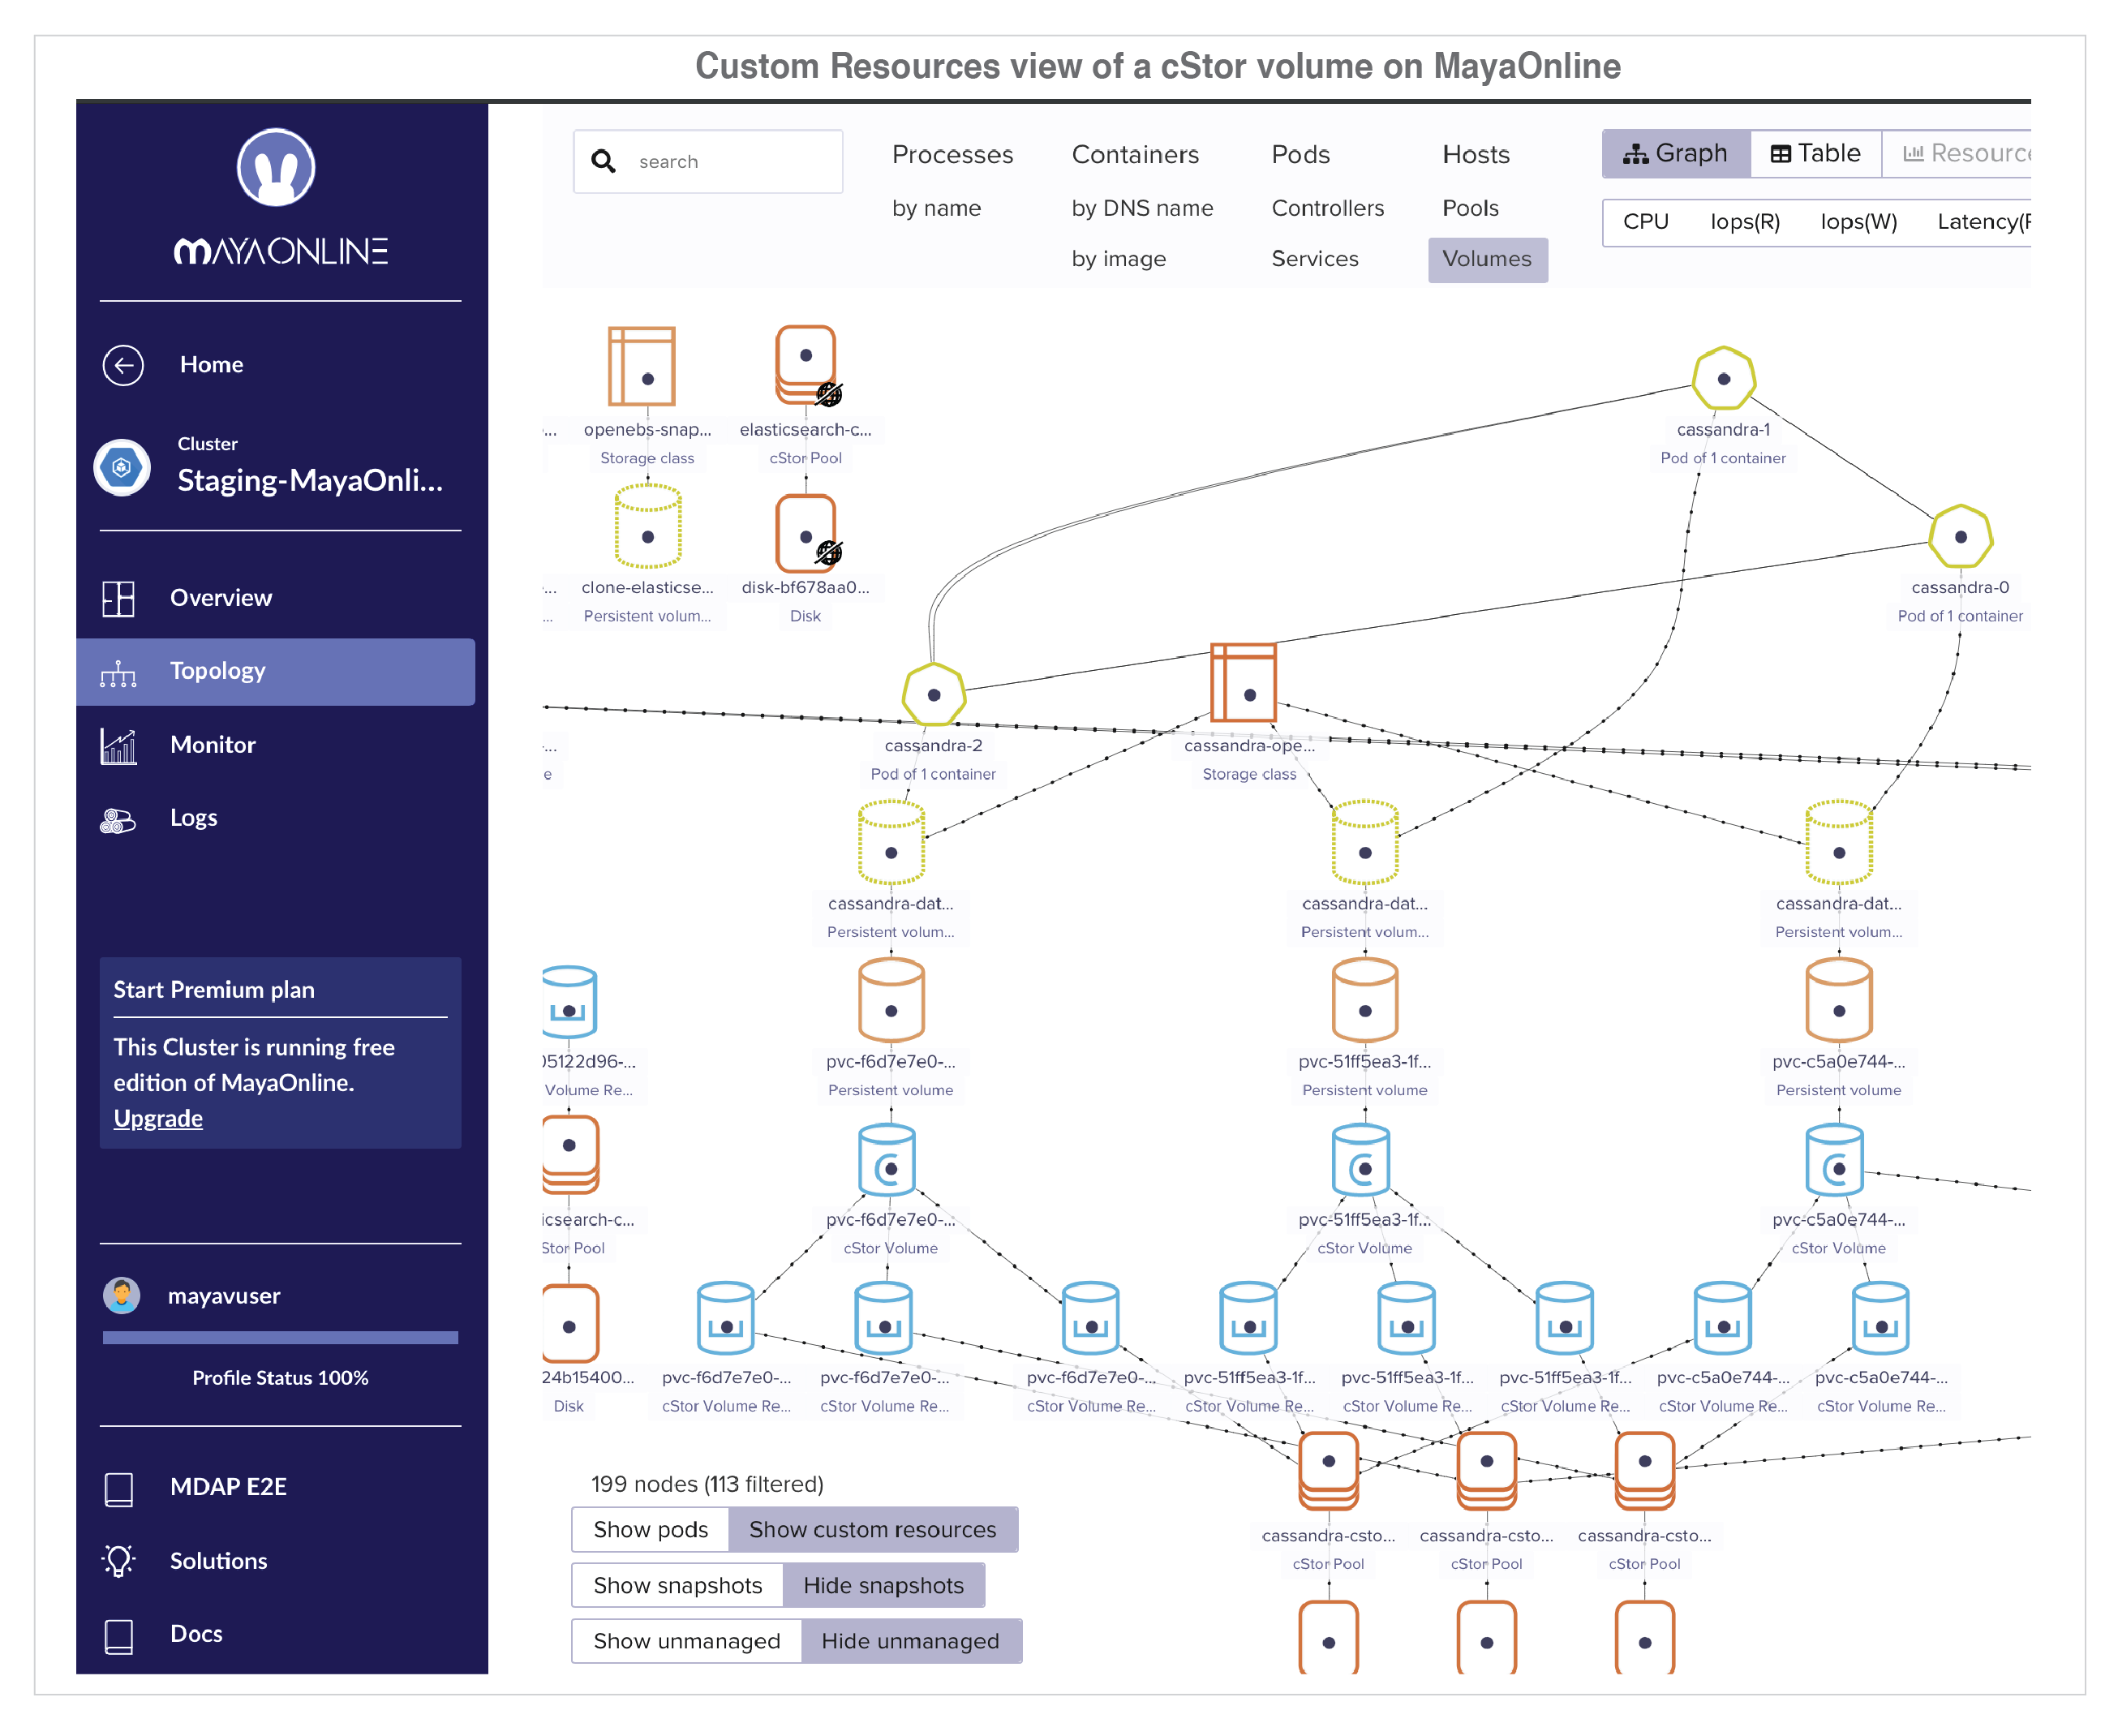 Custom Resources view of a cStor volume on MayaOnline
MAYAONLINE
Home
Cluster
Staging-MayaOnli...
Overview
Topology
Monitor
Logs
Start Premium plan
This Cluster is running free
edition of MayaOnline.
Upgrade
mayavuser
Profile Status 100%
MDAP E2E
Solutions
Docs
search
Processes
by name
Containers
by DNS name
by image
Pods
Controllers
Services
Hosts
Pools
Volumes
Graph
Table
Resource
CPU
Iops(R)
Iops(W)
Latency(R
... openebs-snap... elasticsearch-c...
Storage class cStor Pool
cassandra-1
Pod of 1 container
... clone-elasticse... disk-bf678aa0... cassandra-0
... Persistent volum... Disk Pod of 1 container
...
e
cassandra-2 cassandra-ope...
Pod of 1 container Storage class
cassandra-dat... cassandra-dat... cassandra-dat...
Persistent volum... Persistent volum... Persistent volum...
05122d96-... pvc-f6d7e7e0-... pvc-51ff5ea3-1f... pvc-c5a0e744-...
Volume Re... Persistent volume Persistent volume Persistent volume
icsearch-c... pvc-f6d7e7e0-... pvc-51ff5ea3-1f... pvc-c5a0e744-...
Stor Pool cStor Volume cStor Volume cStor Volume
24b15400... pvc-f6d7e7e0-... pvc-f6d7e7e0-... pvc-f6d7e7e0-... pvc-51ff5ea3-1f... pvc-51ff5ea3-1f... pvc-51ff5ea3-1f... pvc-c5a0e744-... pvc-c5a0e744-...
Disk cStor Volume Re... cStor Volume Re... cStor Volume Re... cStor Volume Re... cStor Volume Re... cStor Volume Re... cStor Volume Re... cStor Volume Re...
cassandra-csto... cassandra-csto... cassandra-csto...
cStor Pool cStor Pool cStor Pool
199 nodes (113 filtered)
Show pods Show custom resources
Show snapshots Hide snapshots
Show unmanaged Hide unmanaged